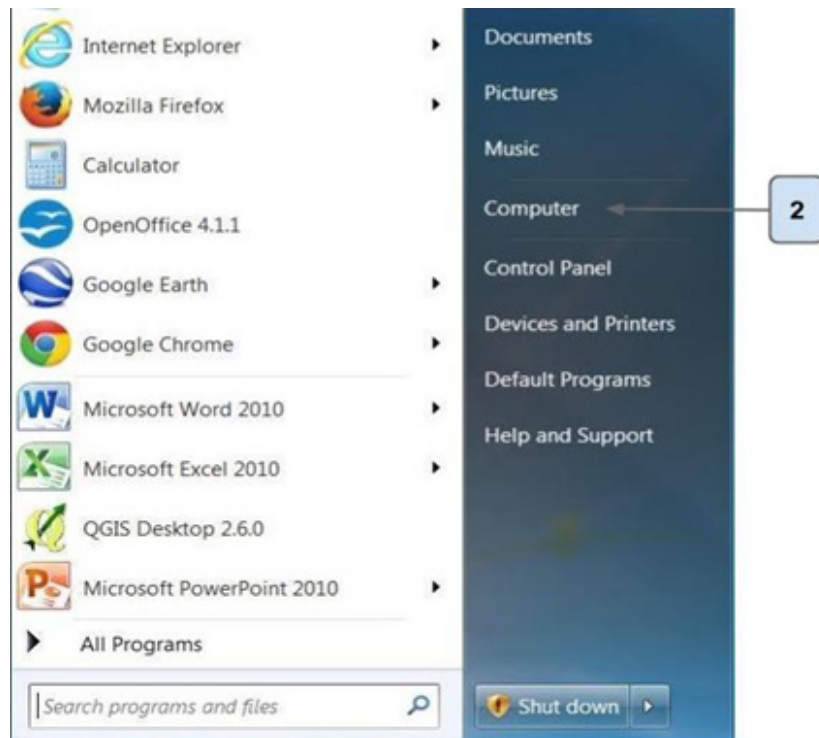 Internet Explorer
Mozilla Firefox
Calculator
OpenOffice 4.1.1
Google Earth
Google Chrome
Microsoft Word 2010
Microsoft Excel 2010
QGIS Desktop 2.6.0
Microsoft PowerPoint 2010
All Programs
Search programs and files
Documents
Pictures
Music
Computer
2
Control Panel
Devices and Printers
Default Programs
Help and Support
Shut down